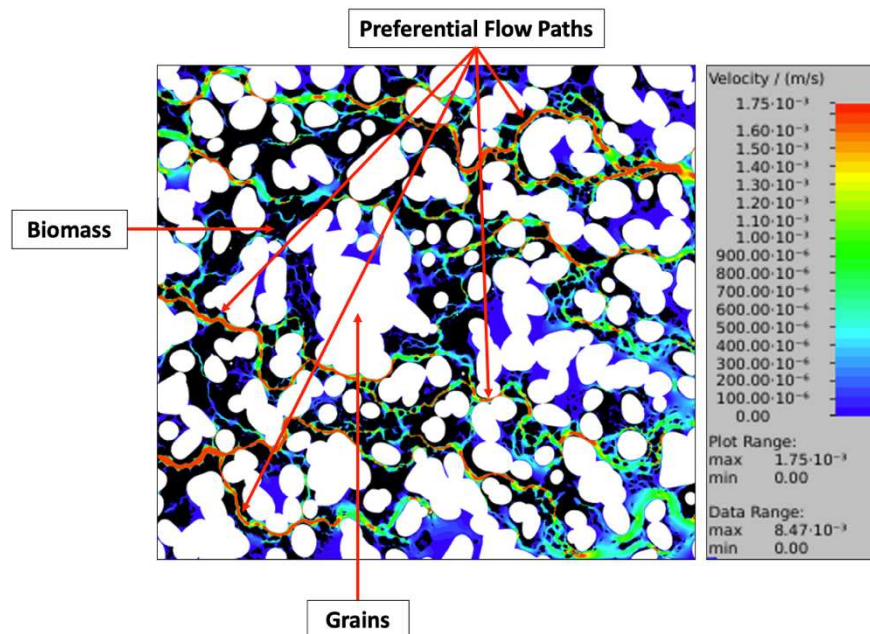 Preferential Flow Paths
Velocity / (m/s)
1.75·10⁻³
1.60·10⁻³
1.50·10⁻³
1.40·10⁻³
1.30·10⁻³
1.20·10⁻³
1.10·10⁻³
1.00·10⁻³
900.00·10⁻⁶
800.00·10⁻⁶
700.00·10⁻⁶
600.00·10⁻⁶
500.00·10⁻⁶
400.00·10⁻⁶
300.00·10⁻⁶
200.00·10⁻⁶
100.00·10⁻⁶
0.00
Plot Range:
max 1.75·10⁻³
min 0.00
Data Range:
max 8.47·10⁻³
min 0.00
Biomass
Grains